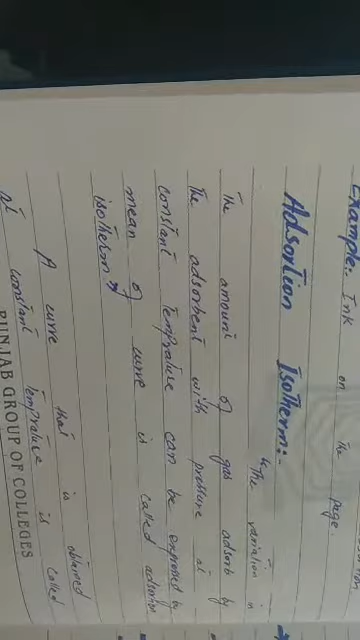 Example:. Ink on the page.
Adsortion Isotherm:-
"The variation in
The amount of gas adsorb by
The adsorbent with pressure at
constant temprature can be expressed by
mean of curve is called adsorption
isotherm"
A curve that is obtained
at constant temprature is called
PUNJAB GROUP OF COLLEGES